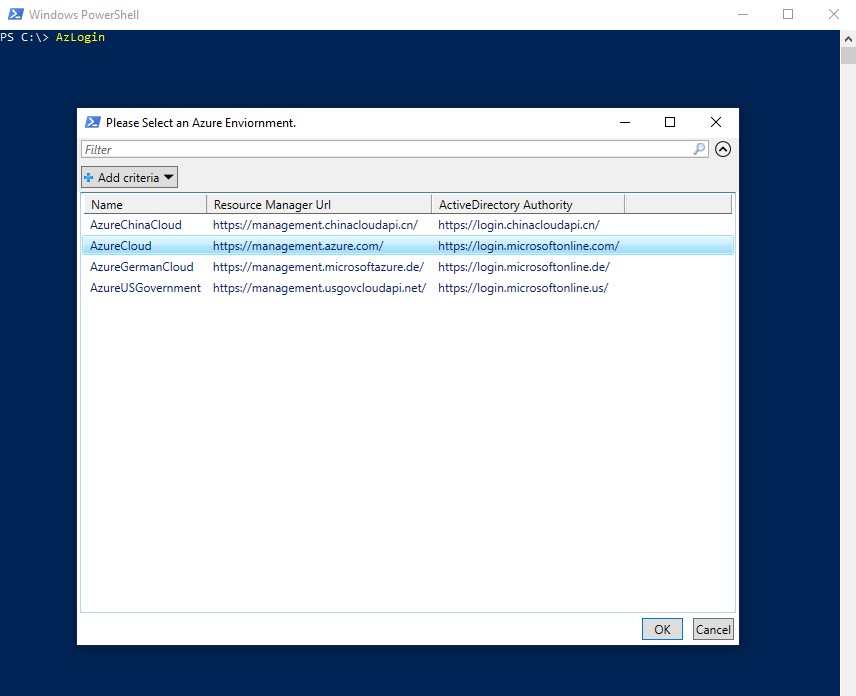 Windows PowerShell
PS C:\> AzLogin
Please Select an Azure Enviornment.
Filter
Add criteria
Name Resource Manager Url ActiveDirectory Authority
AzureChinaCloud https://management.chinacloudapi.cn/ https://login.chinacloudapi.cn/
AzureCloud https://management.azure.com/ https://login.microsoftonline.com/
AzureGermanCloud https://management.microsoftazure.de/ https://login.microsoftonline.de/
AzureUSGovernment https://management.usgovcloudapi.net/ https://login.microsoftonline.us/
OK Cancel